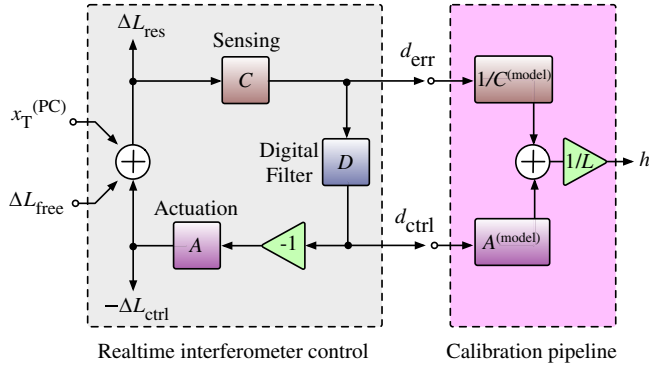 ΔL_res
Sensing
C
d_err
1/C^(model)
x_T^(PC)
+
Digital
Filter
D
+
1/L
h
ΔL_free
Actuation
A
-1
d_ctrl
A^(model)
−ΔL_ctrl
Realtime interferometer control
Calibration pipeline